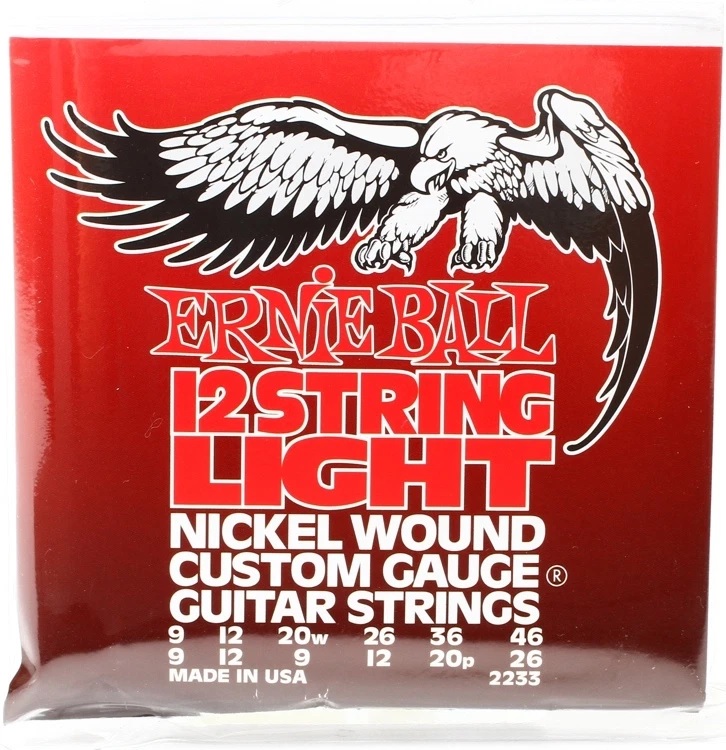 ERNIE BALL
12 STRING
LIGHT
NICKEL WOUND
CUSTOM GAUGE®
GUITAR STRINGS
9 12 20w 26 36 46
9 12 9 12 20p 26
MADE IN USA 2233